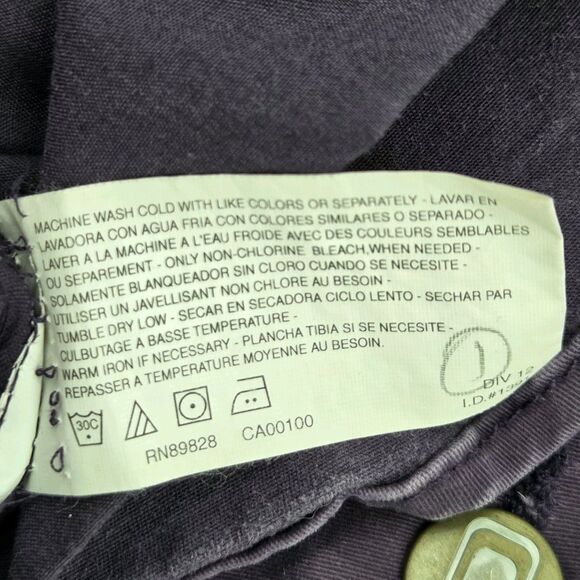 MACHINE WASH COLD WITH LIKE COLORS OR SEPARATELY - LAVAR EN
LAVADORA CON AGUA FRIA CON COLORES SIMILARES O SEPARADO -
LAVER A LA MACHINE A L'EAU FROIDE AVEC DES COULEURS SEMBLABLES
OU SEPAREMENT - ONLY NON-CHLORINE BLEACH,WHEN NEEDED -
SOLAMENTE BLANQUEADOR SIN CLORO CUANDO SE NECESITE -
UTILISER UN JAVELLISANT NON CHLORE AU BESOIN -
TUMBLE DRY LOW - SECAR EN SECADORA CICLO LENTO - SECHAR PAR
CULBUTAGE A BASSE TEMPERATURE -
WARM IRON IF NECESSARY - PLANCHA TIBIA SI SE NECESITE -
REPASSER A TEMPERATURE MOYENNE AU BESOIN.
1
DIV 12
I.D.#
30C
RN89828 CA00100